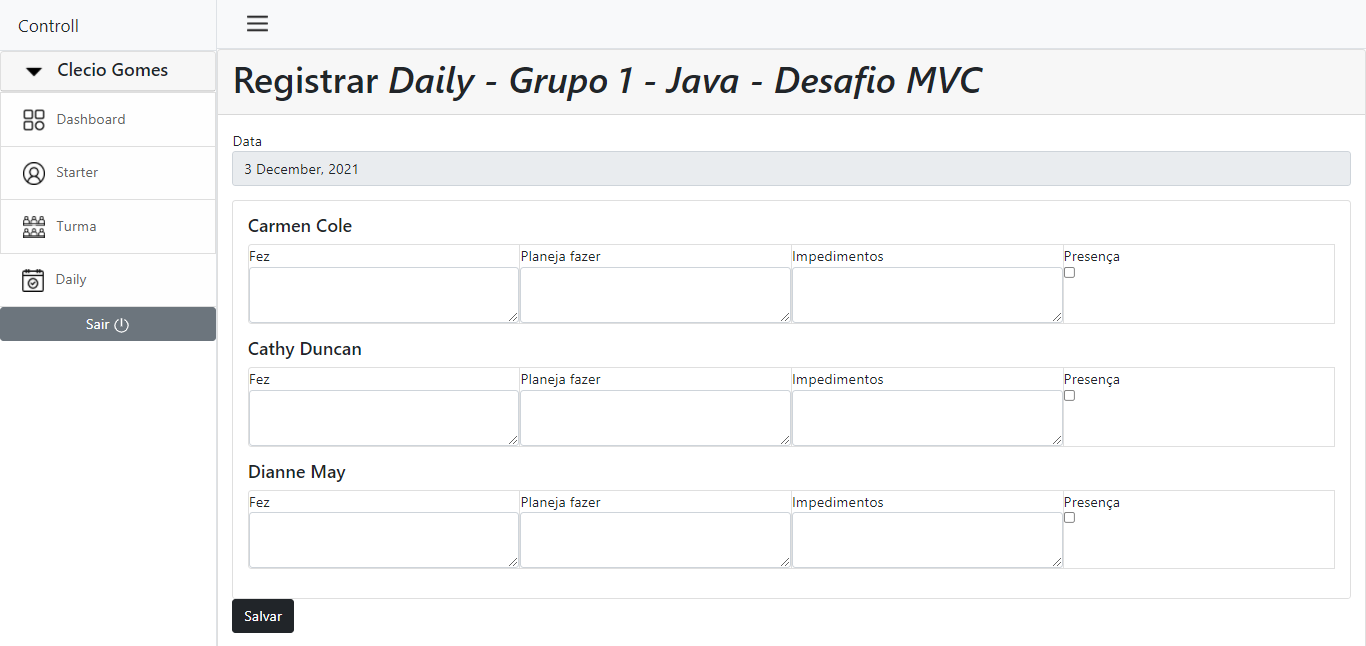 Controll
Clecio Gomes
Dashboard
Starter
Turma
Daily
Sair
Registrar Daily - Grupo 1 - Java - Desafio MVC
Data
3 December, 2021
Carmen Cole
Fez Planeja fazer Impedimentos Presença
Cathy Duncan
Fez Planeja fazer Impedimentos Presença
Dianne May
Fez Planeja fazer Impedimentos Presença
Salvar